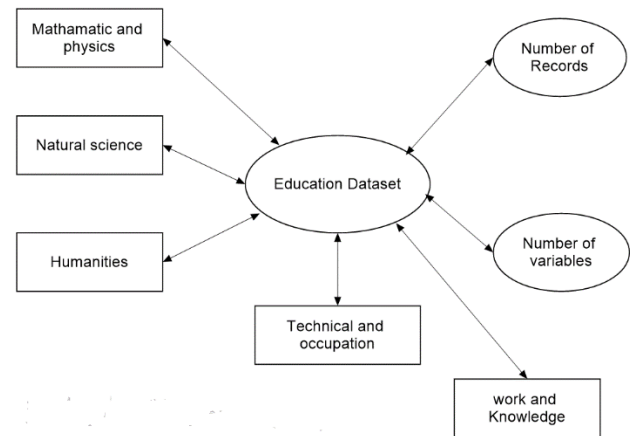 Mathamatic and
physics
Number of
Records
Natural science
Education Dataset
Humanities
Number of
variables
Technical and
occupation
work and
Knowledge